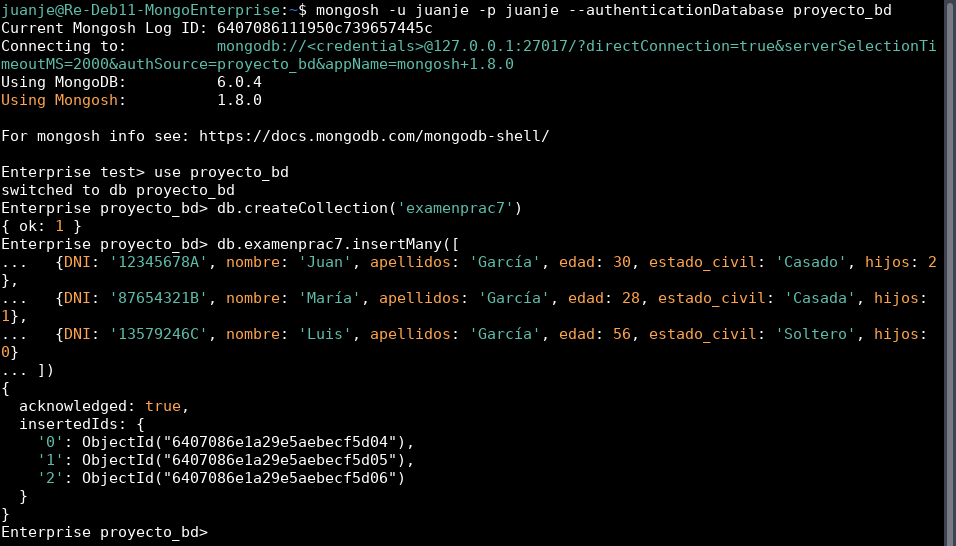 juanje@Re-Deb11-MongoEnterprise:~$ mongosh -u juanje -p juanje --authenticationDatabase proyecto_bd
Current Mongosh Log ID: 6407086111950c739657445c
Connecting to:          mongodb://<credentials>@127.0.0.1:27017/?directConnection=true&serverSelectionTi
meoutMS=2000&authSource=proyecto_bd&appName=mongosh+1.8.0
Using MongoDB:          6.0.4
Using Mongosh:          1.8.0

For mongosh info see: https://docs.mongodb.com/mongodb-shell/

Enterprise test> use proyecto_bd
switched to db proyecto_bd
Enterprise proyecto_bd> db.createCollection('examenprac7')
{ ok: 1 }
Enterprise proyecto_bd> db.examenprac7.insertMany([
...   {DNI: '12345678A', nombre: 'Juan', apellidos: 'García', edad: 30, estado_civil: 'Casado', hijos: 2
},
...   {DNI: '87654321B', nombre: 'María', apellidos: 'García', edad: 28, estado_civil: 'Casada', hijos:
1},
...   {DNI: '13579246C', nombre: 'Luis', apellidos: 'García', edad: 56, estado_civil: 'Soltero', hijos:
0}
... ])
{
  acknowledged: true,
  insertedIds: {
    '0': ObjectId("6407086e1a29e5aebecf5d04"),
    '1': ObjectId("6407086e1a29e5aebecf5d05"),
    '2': ObjectId("6407086e1a29e5aebecf5d06")
  }
}
Enterprise proyecto_bd>